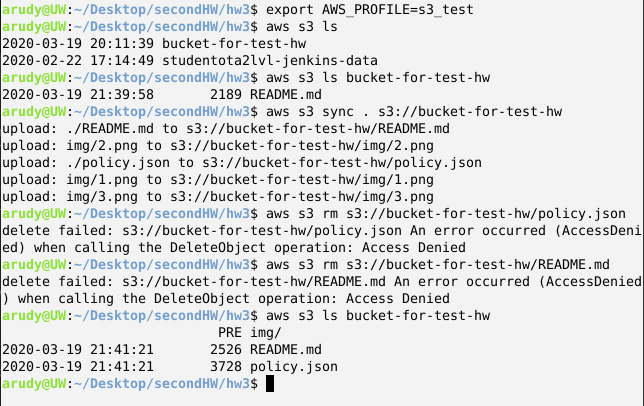 arudy@UW:~/Desktop/secondHW/hw3$ export AWS_PROFILE=s3_test
arudy@UW:~/Desktop/secondHW/hw3$ aws s3 ls
2020-03-19 20:11:39 bucket-for-test-hw
2020-02-22 17:14:49 studentota2lvl-jenkins-data
arudy@UW:~/Desktop/secondHW/hw3$ aws s3 ls bucket-for-test-hw
2020-03-19 21:39:58       2189 README.md
arudy@UW:~/Desktop/secondHW/hw3$ aws s3 sync . s3://bucket-for-test-hw
upload: ./README.md to s3://bucket-for-test-hw/README.md
upload: img/2.png to s3://bucket-for-test-hw/img/2.png
upload: ./policy.json to s3://bucket-for-test-hw/policy.json
upload: img/1.png to s3://bucket-for-test-hw/img/1.png
upload: img/3.png to s3://bucket-for-test-hw/img/3.png
arudy@UW:~/Desktop/secondHW/hw3$ aws s3 rm s3://bucket-for-test-hw/policy.json
delete failed: s3://bucket-for-test-hw/policy.json An error occurred (AccessDeni
ed) when calling the DeleteObject operation: Access Denied
arudy@UW:~/Desktop/secondHW/hw3$ aws s3 rm s3://bucket-for-test-hw/README.md
delete failed: s3://bucket-for-test-hw/README.md An error occurred (AccessDenied
) when calling the DeleteObject operation: Access Denied
arudy@UW:~/Desktop/secondHW/hw3$ aws s3 ls bucket-for-test-hw
                           PRE img/
2020-03-19 21:41:21       2526 README.md
2020-03-19 21:41:21       3728 policy.json
arudy@UW:~/Desktop/secondHW/hw3$